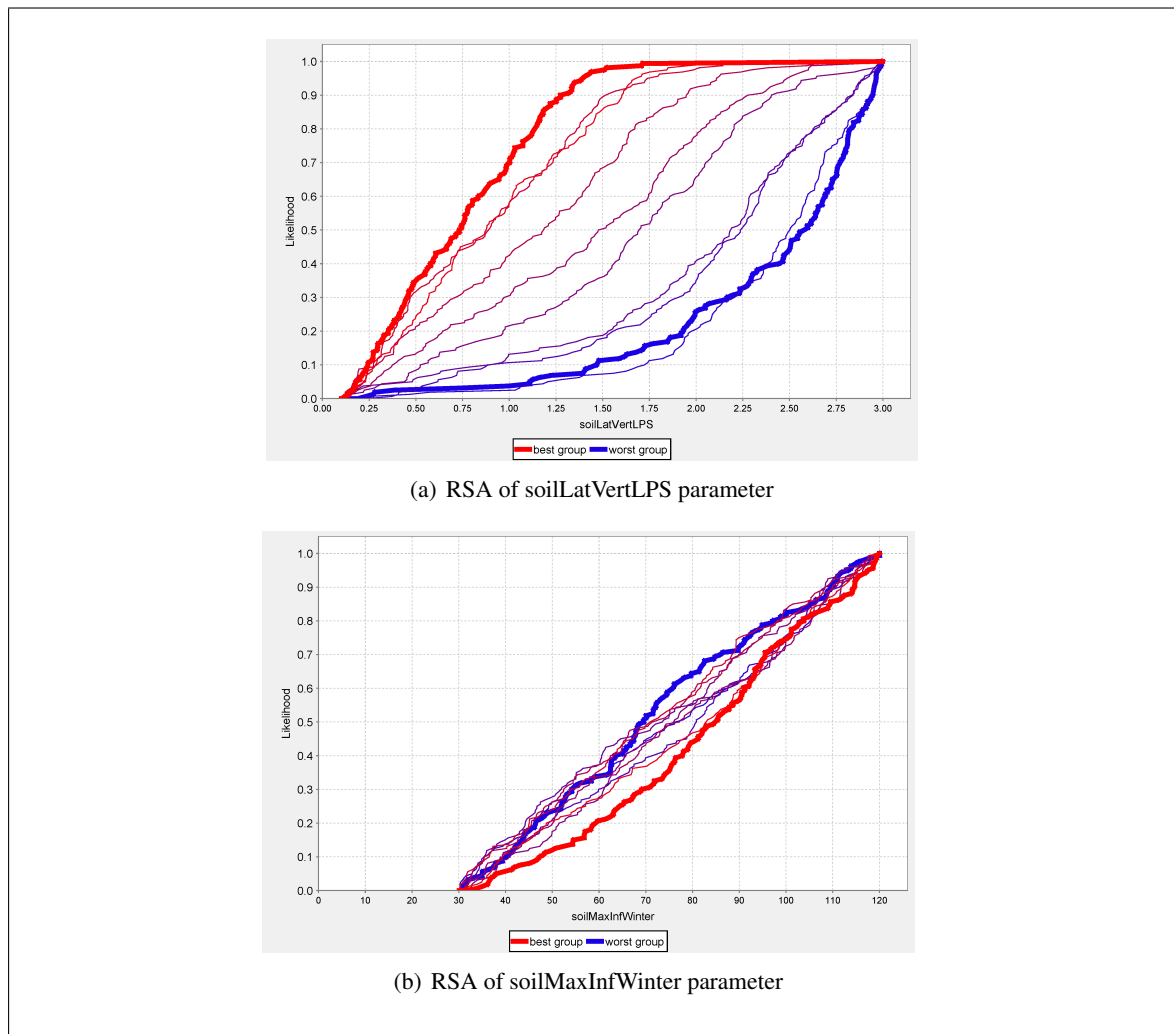 1.0
0.9
0.8
0.7
0.6
0.5
0.4
0.3
0.2
0.1
0.0
Likelihood
0.00 0.25 0.50 0.75 1.00 1.25 1.50 1.75 2.00 2.25 2.50 2.75 3.00
soilLatVertLPS
best group worst group
(a) RSA of soilLatVertLPS parameter
1.0
0.9
0.8
0.7
0.6
0.5
0.4
0.3
0.2
0.1
0.0
Likelihood
0 10 20 30 40 50 60 70 80 90 100 110 120
soilMaxInfWinter
best group worst group
(b) RSA of soilMaxInfWinter parameter